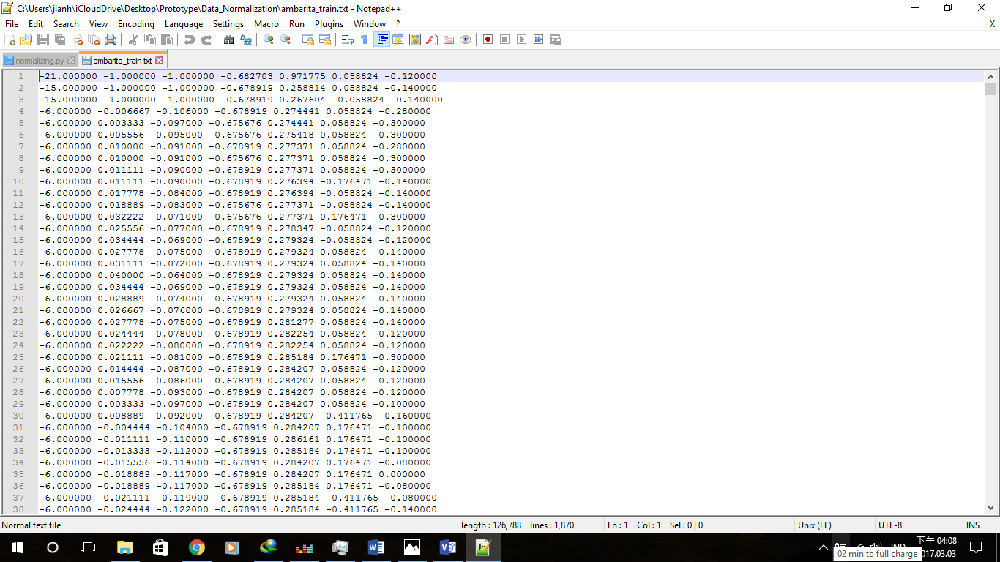 C:\Users\jianh\iCloudDrive\Desktop\Prototype\Data_Normalization\ambarita_train.txt - Notepad++
File Edit Search View Encoding Language Settings Macro Run Plugins Window ? X
normalizing.py ambarita_train.txt
1 -21.000000 -1.000000 -1.000000 -0.682703 0.971775 0.058824 -0.120000
2 -15.000000 -1.000000 -1.000000 -0.678919 0.258814 0.058824 -0.140000
3 -15.000000 -1.000000 -1.000000 -0.678919 0.267604 -0.058824 -0.140000
4 -6.000000 -0.006667 -0.106000 -0.678919 0.274441 0.058824 -0.280000
5 -6.000000 0.003333 -0.097000 -0.675676 0.274441 0.058824 -0.300000
6 -6.000000 0.005556 -0.095000 -0.675676 0.275418 0.058824 -0.300000
7 -6.000000 0.010000 -0.091000 -0.678919 0.277371 0.058824 -0.280000
8 -6.000000 0.010000 -0.091000 -0.675676 0.277371 0.058824 -0.300000
9 -6.000000 0.011111 -0.090000 -0.678919 0.277371 0.058824 -0.300000
10 -6.000000 0.011111 -0.090000 -0.678919 0.276394 -0.176471 -0.140000
11 -6.000000 0.017778 -0.084000 -0.678919 0.276394 -0.058824 -0.140000
12 -6.000000 0.018889 -0.083000 -0.675676 0.277371 -0.058824 -0.140000
13 -6.000000 0.032222 -0.071000 -0.675676 0.277371 0.176471 -0.300000
14 -6.000000 0.025556 -0.077000 -0.678919 0.278347 -0.058824 -0.120000
15 -6.000000 0.034444 -0.069000 -0.678919 0.279324 -0.058824 -0.120000
16 -6.000000 0.027778 -0.075000 -0.678919 0.279324 0.058824 -0.140000
17 -6.000000 0.031111 -0.072000 -0.678919 0.279324 0.058824 -0.140000
18 -6.000000 0.040000 -0.064000 -0.678919 0.279324 0.058824 -0.140000
19 -6.000000 0.034444 -0.069000 -0.678919 0.279324 0.058824 -0.140000
20 -6.000000 0.028889 -0.074000 -0.678919 0.279324 0.058824 -0.140000
21 -6.000000 0.026667 -0.076000 -0.678919 0.279324 0.058824 -0.140000
22 -6.000000 0.027778 -0.075000 -0.678919 0.281277 0.058824 -0.140000
23 -6.000000 0.024444 -0.078000 -0.678919 0.282254 0.058824 -0.120000
24 -6.000000 0.022222 -0.080000 -0.678919 0.282254 0.058824 -0.120000
25 -6.000000 0.021111 -0.081000 -0.678919 0.285184 0.176471 -0.300000
26 -6.000000 0.014444 -0.087000 -0.678919 0.284207 0.058824 -0.120000
27 -6.000000 0.015556 -0.086000 -0.678919 0.284207 0.058824 -0.120000
28 -6.000000 0.007778 -0.093000 -0.678919 0.284207 0.058824 -0.120000
29 -6.000000 0.003333 -0.097000 -0.678919 0.284207 0.058824 -0.100000
30 -6.000000 0.008889 -0.092000 -0.678919 0.284207 -0.411765 -0.160000
31 -6.000000 -0.004444 -0.104000 -0.678919 0.284207 0.176471 -0.100000
32 -6.000000 -0.011111 -0.110000 -0.678919 0.286161 0.176471 -0.100000
33 -6.000000 -0.013333 -0.112000 -0.678919 0.285184 0.176471 -0.100000
34 -6.000000 -0.015556 -0.114000 -0.678919 0.284207 0.176471 -0.080000
35 -6.000000 -0.018889 -0.117000 -0.678919 0.284207 0.176471 0.000000
36 -6.000000 -0.018889 -0.117000 -0.678919 0.285184 0.176471 -0.080000
37 -6.000000 -0.021111 -0.119000 -0.678919 0.285184 -0.411765 -0.080000
38 -6.000000 -0.024444 -0.122000 -0.678919 0.285184 -0.411765 -0.140000
Normal text file length : 126,788 lines : 1,870 Ln : 1 Col : 1 Sel : 0 | 0 Unix (LF) UTF-8 INS
下午 04:08
02 min to full charge 017.03.03